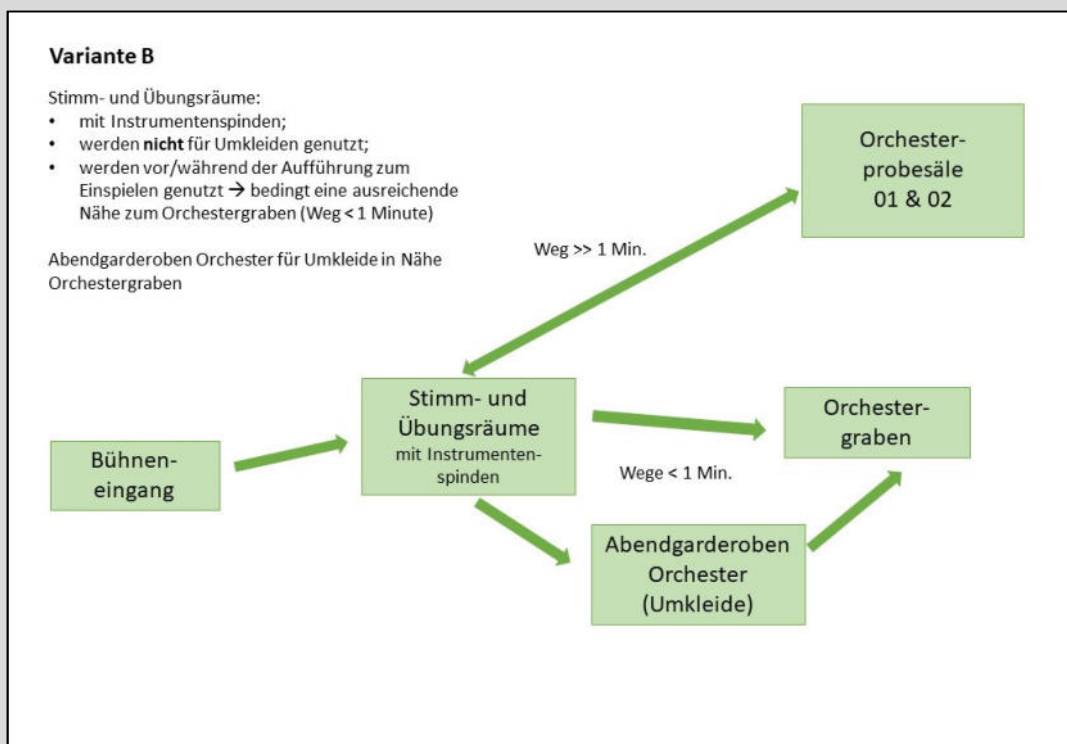 Variante B
Stimm- und Übungsräume:
• mit Instrumentenspinden;
• werden nicht für Umkleiden genutzt;
• werden vor/während der Aufführung zum
Einspielen genutzt → bedingt eine ausreichende
Nähe zum Orchestergraben (Weg < 1 Minute)
Abendgarderoben Orchester für Umkleide in Nähe
Orchestergraben
Orchester-
probesäle
01 & 02
Weg >> 1 Min.
Stimm- und
Übungsräume
mit Instrumenten-
spinden
Orchester-
graben
Bühnen-
eingang
Wege < 1 Min.
Abendgarderoben
Orchester
(Umkleide)